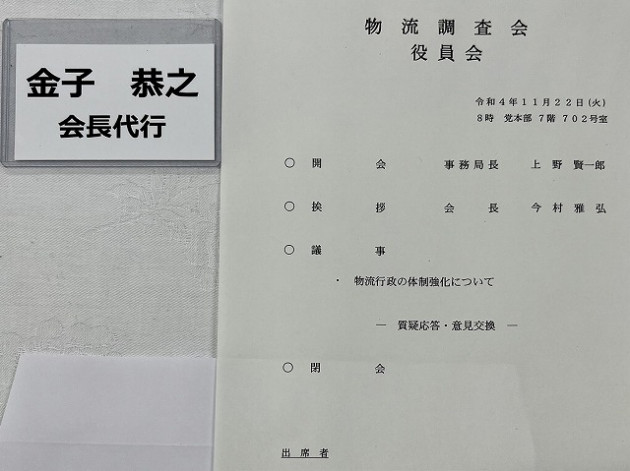 金子 恭之
会長代行
物流調査会
役員会
令和4年11月22日(火)
8時 党本部 7階 702号室
○ 開会 事務局長 上野 賢一郎
○ 挨拶 会長 今村 雅弘
○ 議事
・ 物流行政の体制強化について
― 質疑応答・意見交換 ―
○ 閉会
出席者